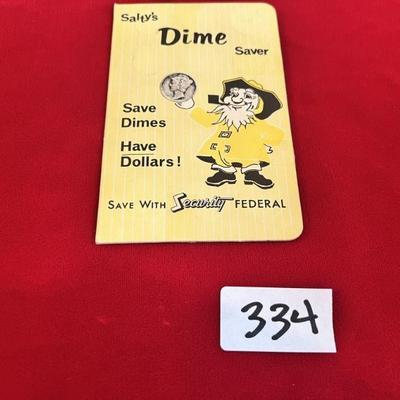 Salty's
Dime
Saver
Save
Dimes
Have
Dollars!
SAVE WITH Security FEDERAL
334